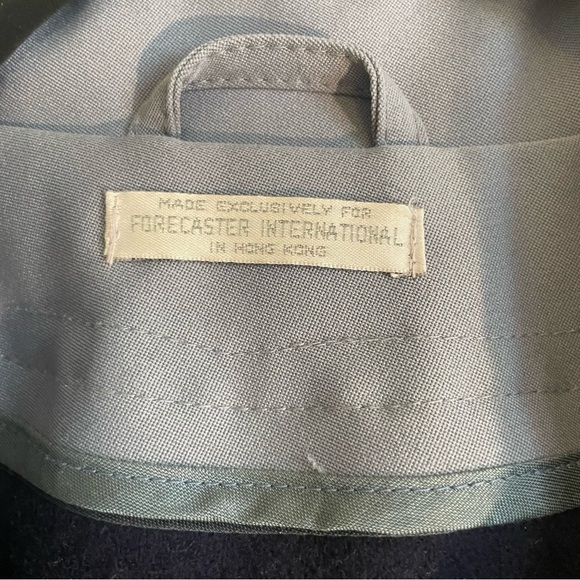 MADE EXCLUSIVELY FOR
FORECASTER INTERNATIONAL
IN HONG KONG